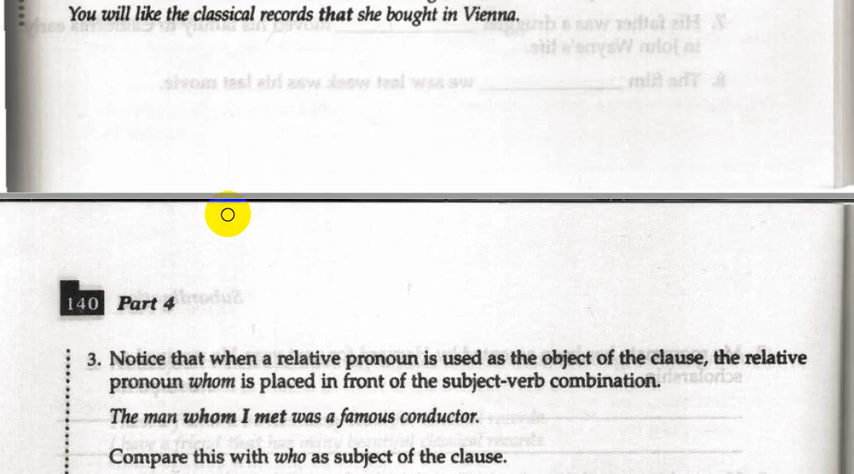 You will like the classical records that she bought in Vienna.
140 Part 4
3. Notice that when a relative pronoun is used as the object of the clause, the relative
pronoun whom is placed in front of the subject-verb combination.
The man whom I met was a famous conductor.
Compare this with who as subject of the clause.